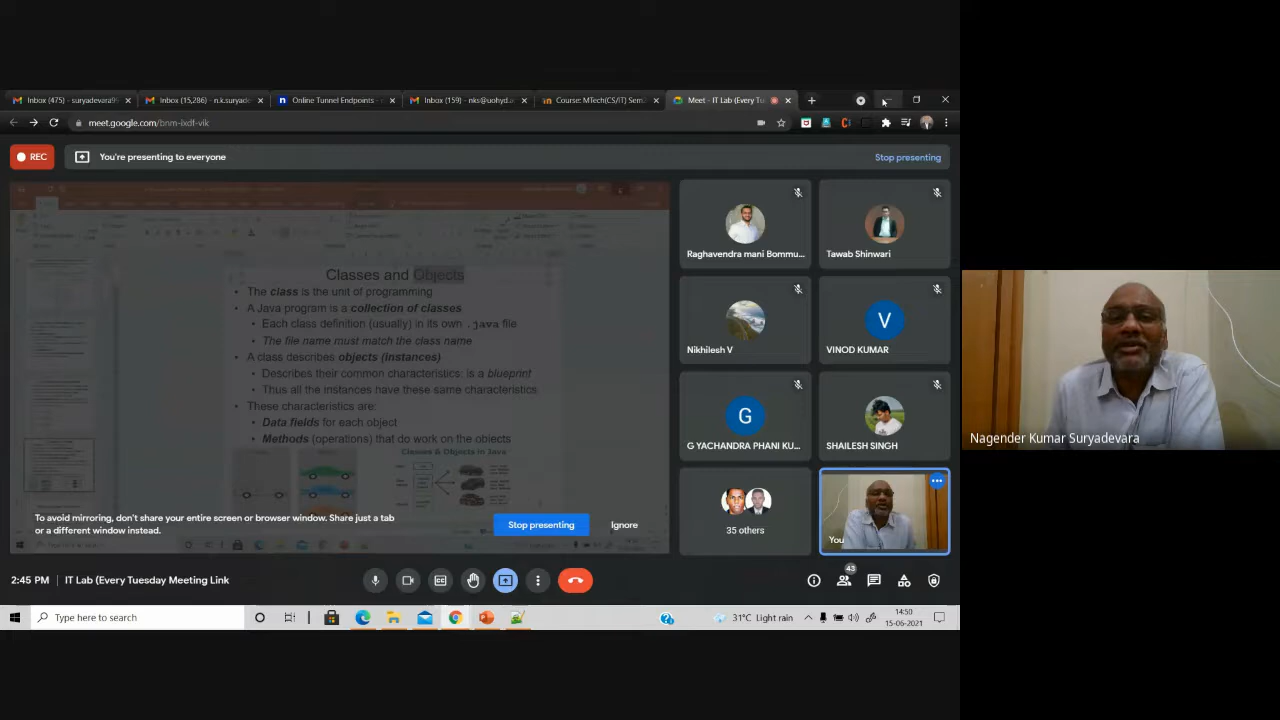 Inbox (475) - suryadevara9
Inbox (15,286) - n.k.suryade
Online Tunnel Endpoints -
Inbox (159) - nks@uohyd.a
Course: MTech(CS/IT) Sem
Meet - IT Lab (Every Tu
meet.google.com/bnm-ixdf-vik
REC
You're presenting to everyone
Stop presenting
Classes and Objects
• The class is the unit of programming
• A Java program is a collection of classes
• Each class definition (usually) in its own .java file
• The file name must match the class name
• A class describes objects (instances)
• Describes their common characteristics: is a blueprint
• Thus all the instances have these same characteristics
• These characteristics are:
• Data fields for each object
• Methods (operations) that do work on the objects
Classes & Objects in Java
To avoid mirroring, don't share your entire screen or browser window. Share just a tab
or a different window instead.
Stop presenting
Ignore
Raghavendra mani Bommu...
Tawab Shinwari
Nikhilesh V
V
VINOD KUMAR
G
G YACHANDRA PHANI KU...
SHAILESH SINGH
35 others
You
Nagender Kumar Suryadevara
2:45 PM | IT Lab (Every Tuesday Meeting Link
43
Type here to search
31°C Light rain
14:50
15-06-2021